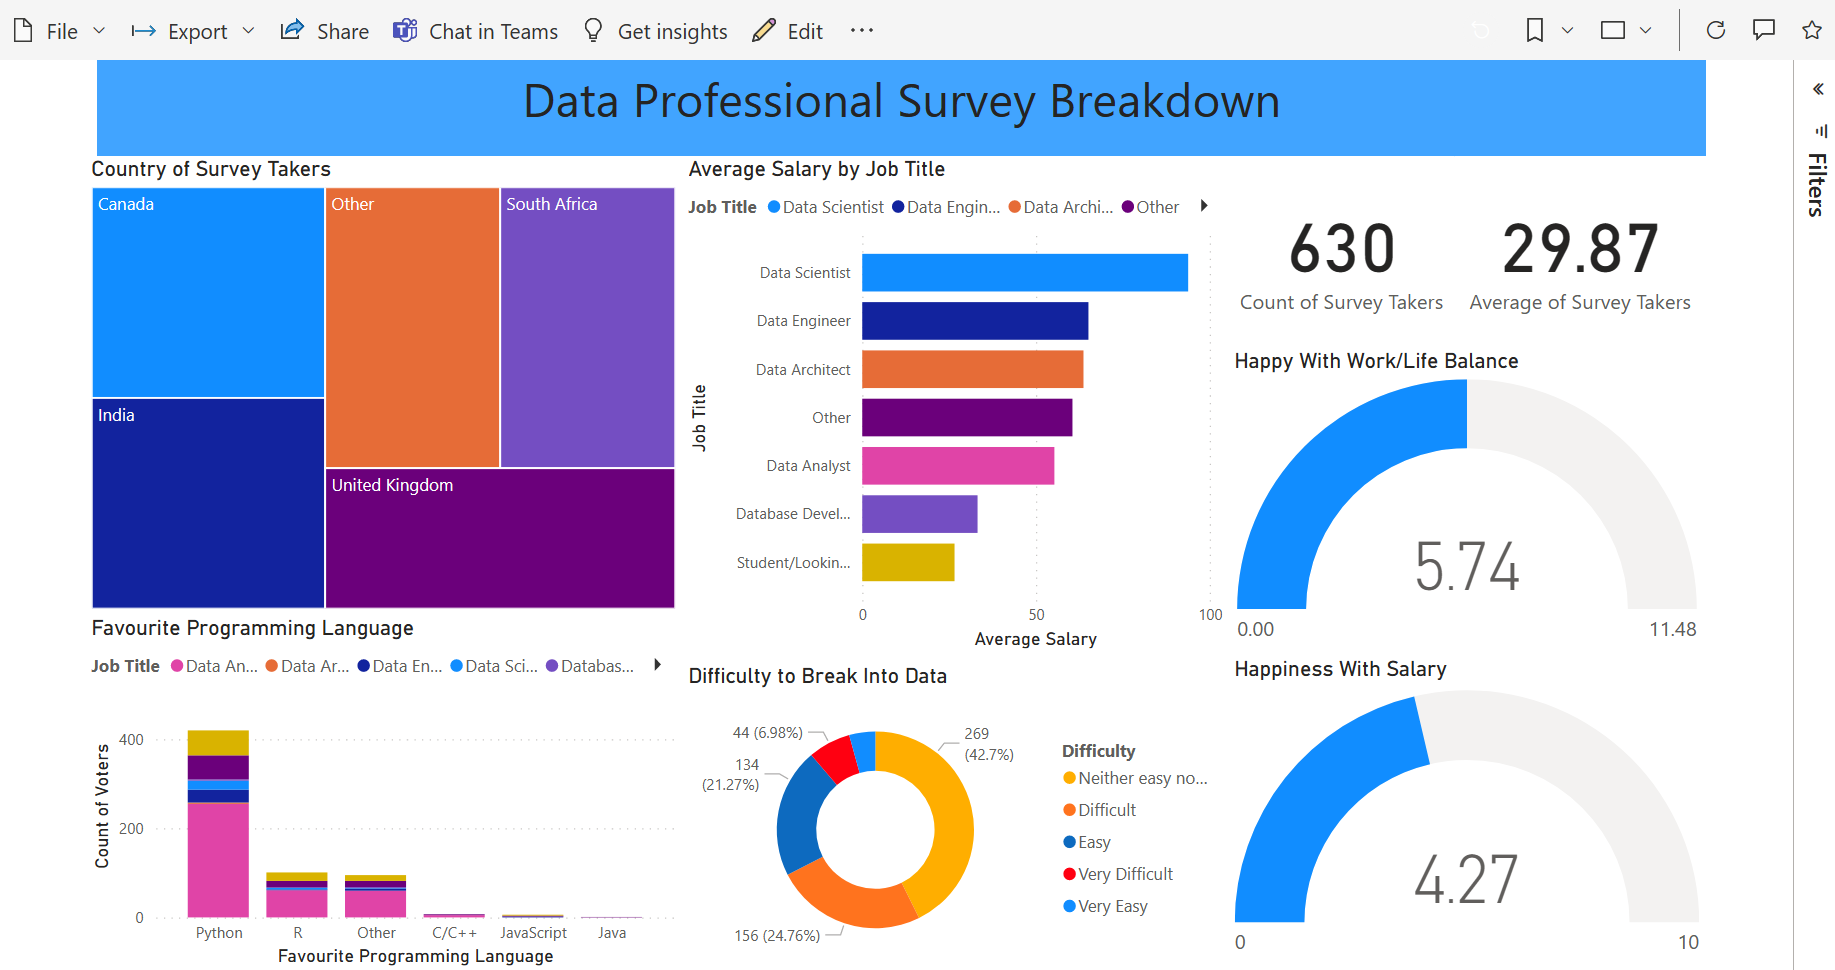 File Export Share Chat in Teams Get insights Edit ...
Data Professional Survey Breakdown
Filters
Country of Survey Takers
Canada
Other
South Africa
India
United Kingdom
Average Salary by Job Title
Job Title Data Scientist Data Engin... Data Archi... Other
Job Title
Data Scientist
Data Engineer
Data Architect
Other
Data Analyst
Database Devel...
Student/Lookin...
0 50 100
Average Salary
630
Count of Survey Takers
29.87
Average of Survey Takers
Happy With Work/Life Balance
5.74
0.00 11.48
Favourite Programming Language
Job Title Data An... Data Ar... Data En... Data Sci... Databas...
Count of Voters
400
200
0
Python R Other C/C++ JavaScript Java
Favourite Programming Language
Difficulty to Break Into Data
44 (6.98%)
269
(42.7%)
134
(21.27%)
156 (24.76%)
Difficulty
Neither easy no...
Difficult
Easy
Very Difficult
Very Easy
Happiness With Salary
4.27
0 10